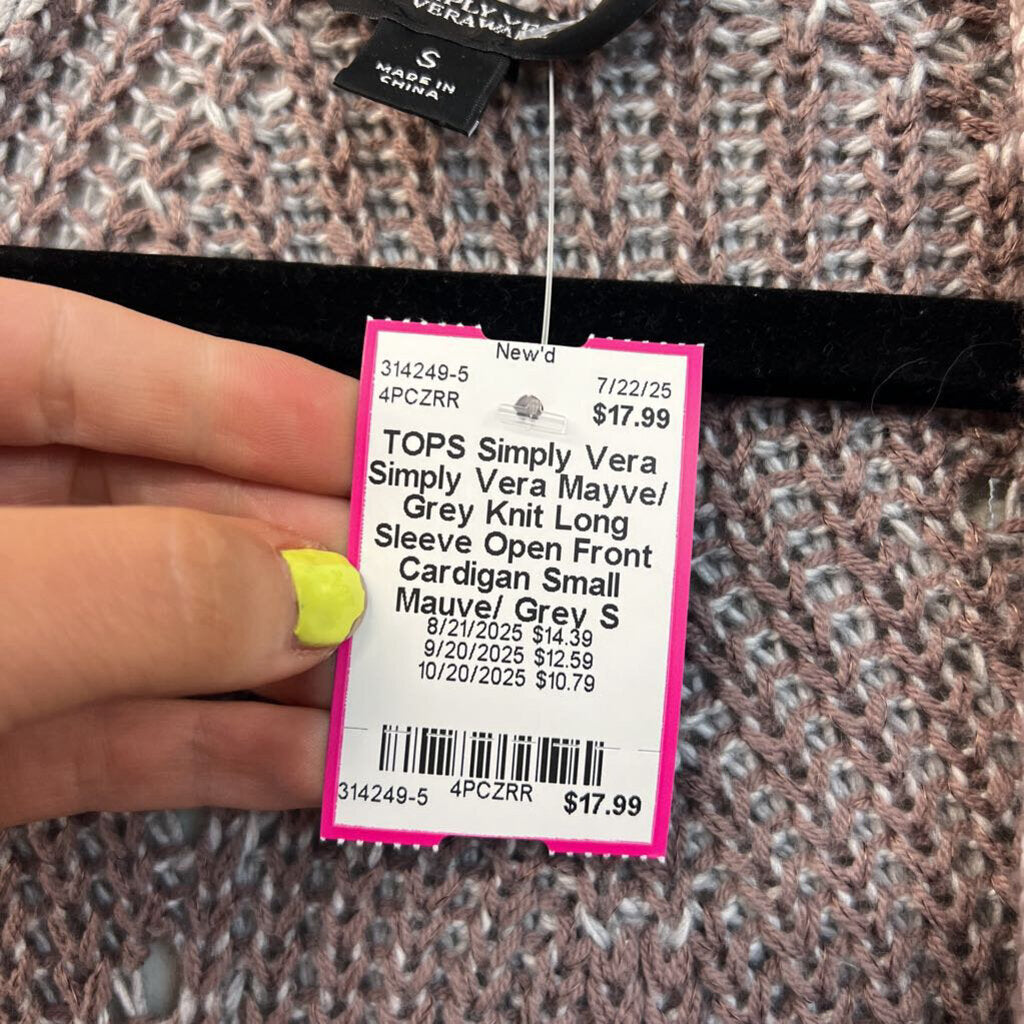 VERAWA
S
MADE IN
CHINA
New'd
314249-5
7/22/25
4PCZRR
$17.99
TOPS Simply Vera
Simply Vera Mayve/
Grey Knit Long
Sleeve Open Front
Cardigan Small
Mauve/ Grey S
8/21/2025 $14.39
9/20/2025 $12.59
10/20/2025 $10.79
314249-5 4PCZRR $17.99